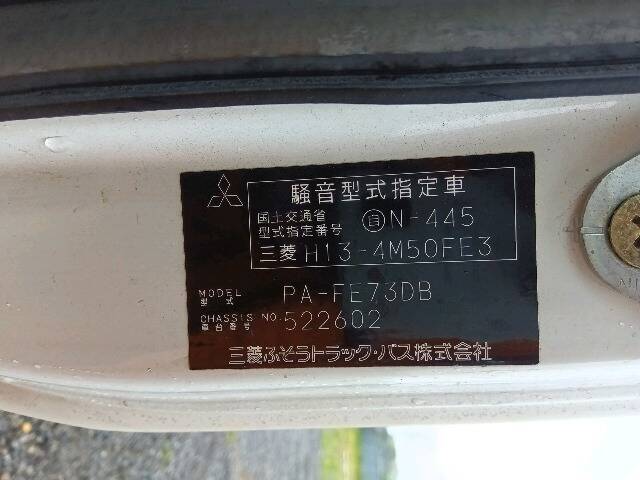 騒音型式指定車
国土交通省
型式指定番号 自N-445
三菱 H13-4M50FE3
MODEL
型式 PA-FE73DB
CHASSIS NO.
車台番号 522602
三菱ふそうトラック・バス株式会社